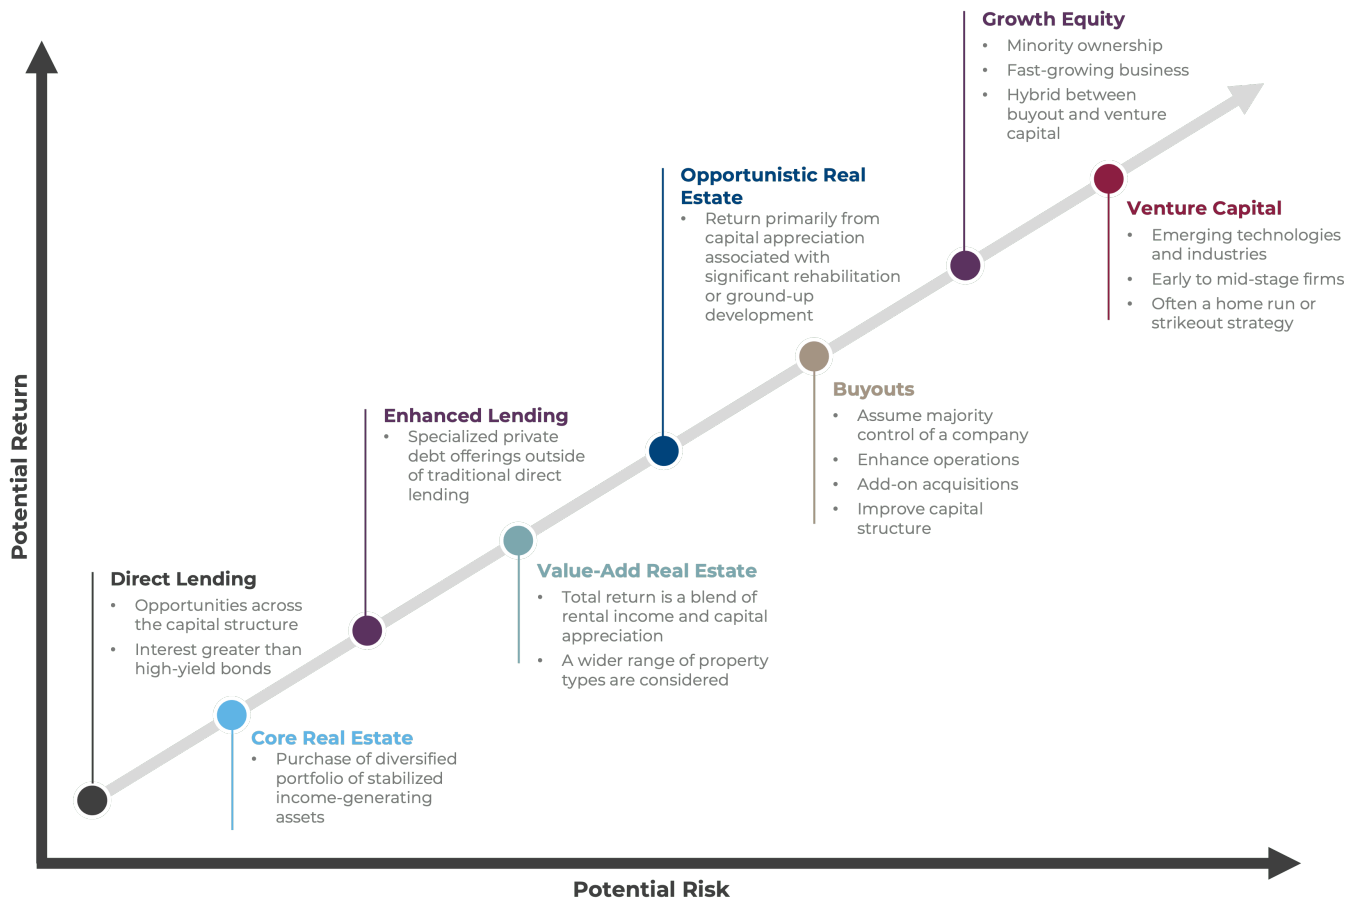 Growth Equity
• Minority ownership
• Fast-growing business
• Hybrid between
buyout and venture
capital
Opportunistic Real
Estate
• Return primarily from
capital appreciation
associated with
significant rehabilitation
or ground-up
development
Venture Capital
• Emerging technologies
and industries
• Early to mid-stage firms
• Often a home run or
strikeout strategy
Buyouts
• Assume majority
control of a company
• Enhance operations
• Add-on acquisitions
• Improve capital
structure
Enhanced Lending
• Specialized private
debt offerings outside
of traditional direct
lending
Value-Add Real Estate
• Total return is a blend of
rental income and capital
appreciation
• A wider range of property
types are considered
Direct Lending
• Opportunities across
the capital structure
• Interest greater than
high-yield bonds
Core Real Estate
• Purchase of diversified
portfolio of stabilized
income-generating
assets
Potential Return
Potential Risk